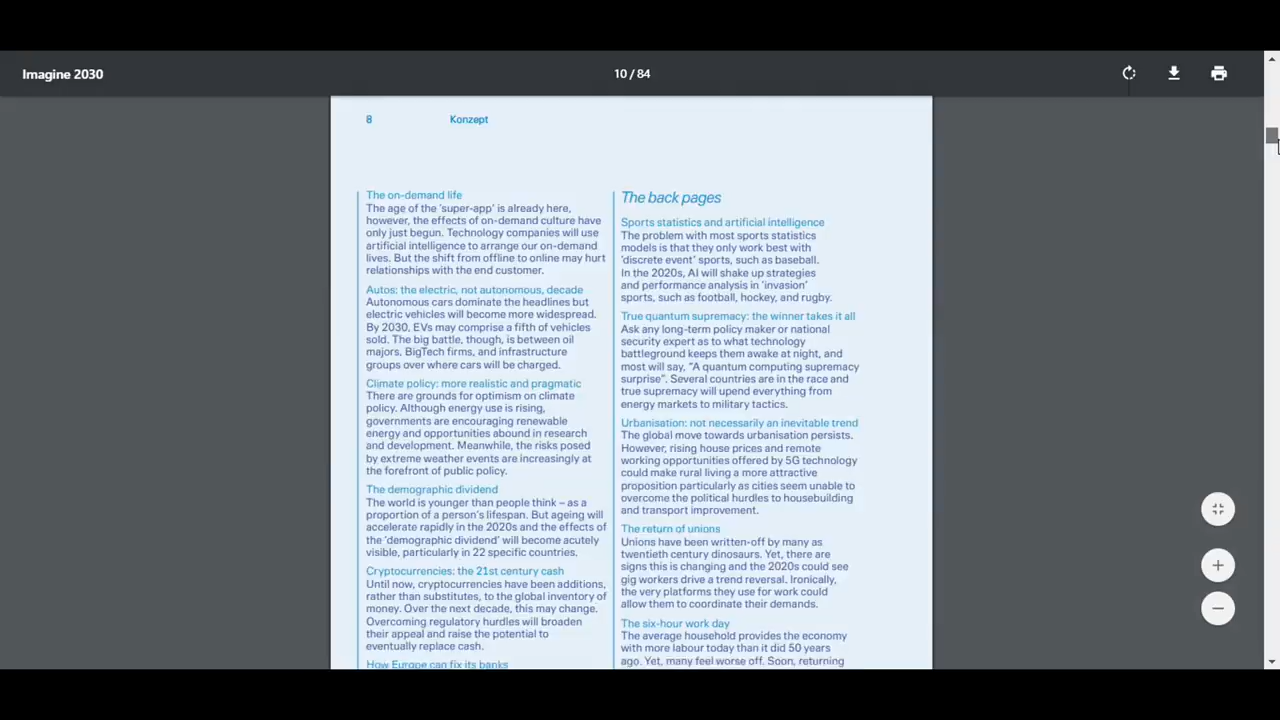 Imagine 2030
10 / 84
8
Konzept
The on-demand life
The age of the 'super-app' is already here,
however, the effects of on-demand culture have
only just begun. Technology companies will use
artificial intelligence to arrange our on-demand
lives. But the shift from offline to online may hurt
relationships with the end customer.
Autos: the electric, not autonomous, decade
Autonomous cars dominate the headlines but
electric vehicles will become more widespread.
By 2030, EVs may comprise a fifth of vehicles
sold. The big battle, though, is between oil
majors, BigTech firms, and infrastructure
groups over where cars will be charged.
Climate policy: more realistic and pragmatic
There are grounds for optimism on climate
policy. Although energy use is rising,
governments are encouraging renewable
energy and opportunities abound in research
and development. Meanwhile, the risks posed
by extreme weather events are increasingly at
the forefront of public policy.
The demographic dividend
The world is younger than people think – as a
proportion of a person's lifespan. But ageing will
accelerate rapidly in the 2020s and the effects of
the 'demographic dividend' will become acutely
visible, particularly in 22 specific countries.
Cryptocurrencies: the 21st century cash
Until now, cryptocurrencies have been additions,
rather than substitutes, to the global inventory of
money. Over the next decade, this may change.
Overcoming regulatory hurdles will broaden
their appeal and raise the potential to
eventually replace cash.
How Europe can fix its banks
The back pages
Sports statistics and artificial intelligence
The problem with most sports statistics
models is that they only work best with
'discrete event' sports, such as baseball.
In the 2020s, AI will shake up strategies
and performance analysis in 'invasion'
sports, such as football, hockey, and rugby.
True quantum supremacy: the winner takes it all
Ask any long-term policy maker or national
security expert as to what technology
battleground keeps them awake at night, and
most will say, "A quantum computing supremacy
surprise". Several countries are in the race and
true supremacy will upend everything from
energy markets to military tactics.
Urbanisation: not necessarily an inevitable trend
The global move towards urbanisation persists.
However, rising house prices and remote
working opportunities offered by 5G technology
could make rural living a more attractive
proposition particularly as cities seem unable to
overcome the political hurdles to housebuilding
and transport improvement.
The return of unions
Unions have been written-off by many as
twentieth century dinosaurs. Yet, there are
signs this is changing and the 2020s could see
gig workers drive a trend reversal. Ironically,
the very platforms they use for work could
allow them to coordinate their demands.
The six-hour work day
The average household provides the economy
with more labour today than it did 50 years
ago. Yet, many feel worse off. Soon, returning